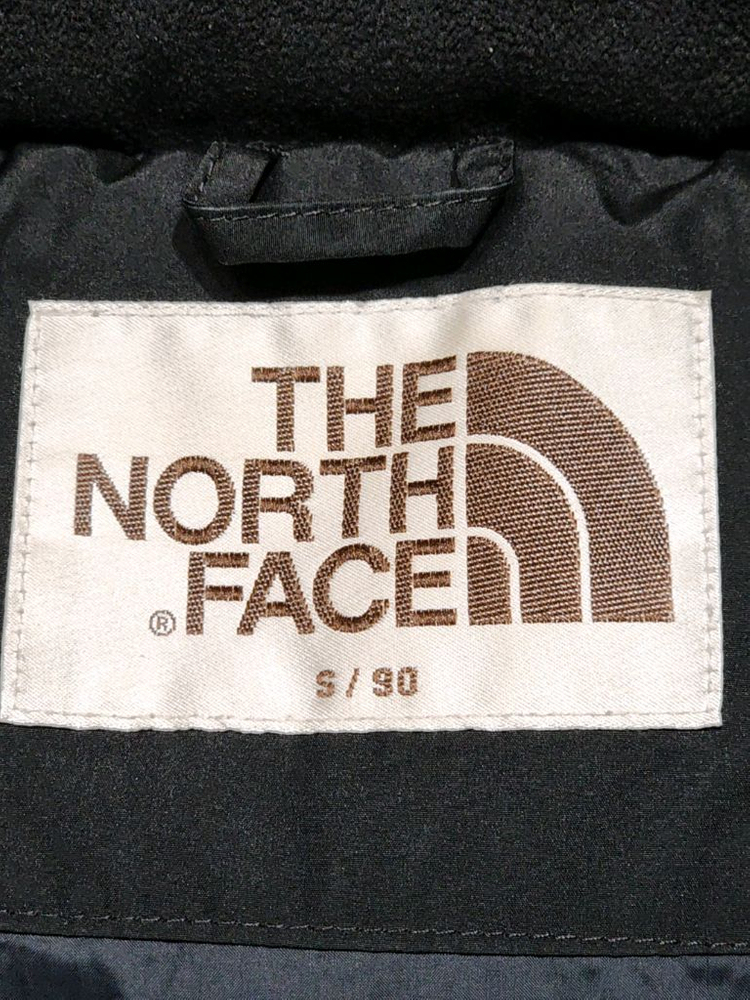 THE
NORTH
®FACE
S / 90